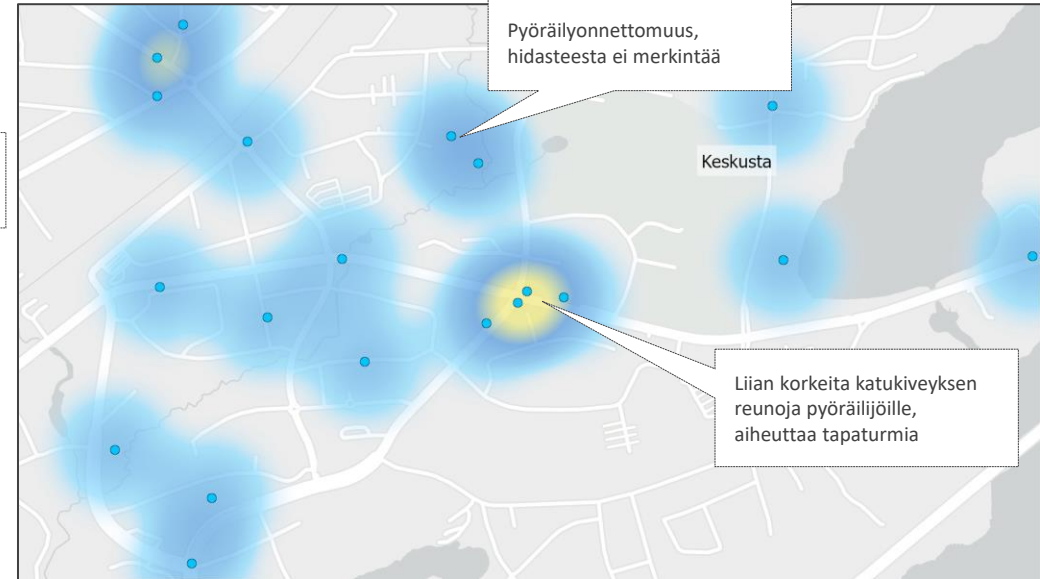 Pyöräilyonnettomuus,
hidasteesta ei merkintää
Keskusta
Liian korkeita katukiveyksen
reunoja pyöräilijöille,
aiheuttaa tapaturmia